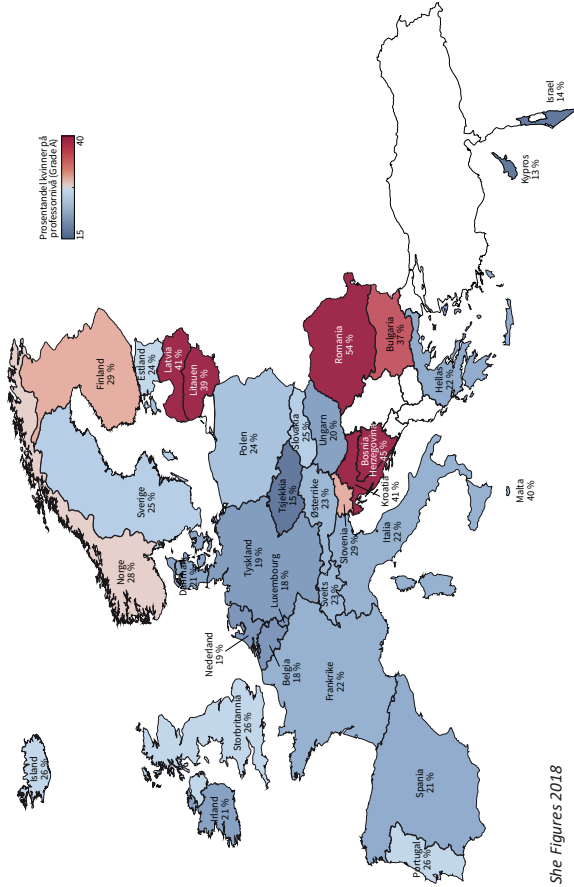 Prosentandel kvinner på
professornivå (Grade A)
15
40
Island
26 %
Norge
28 %
Sverige
25 %
Finland
29 %
Estland
24 %
Latvia
41 %
Litauen
39 %
Danmark
21 %
Irland
21 %
Storbritannia
26 %
Nederland
19 %
Belgia
18 %
Tyskland
19 %
Luxembourg
18 %
Polen
24 %
Tsjekkia
15 %
Slovakia
25 %
Østerrike
23 %
Ungarn
20 %
Sveits
23 %
Slovenia
29 %
Kroatia
41 %
Bosnia
Herzegovina
45 %
Romania
54 %
Bulgaria
37 %
Hellas
22 %
Italia
22 %
Malta
40 %
Frankrike
22 %
Spania
21 %
Portugal
26 %
Kypros
13 %
Israel
14 %
She Figures 2018